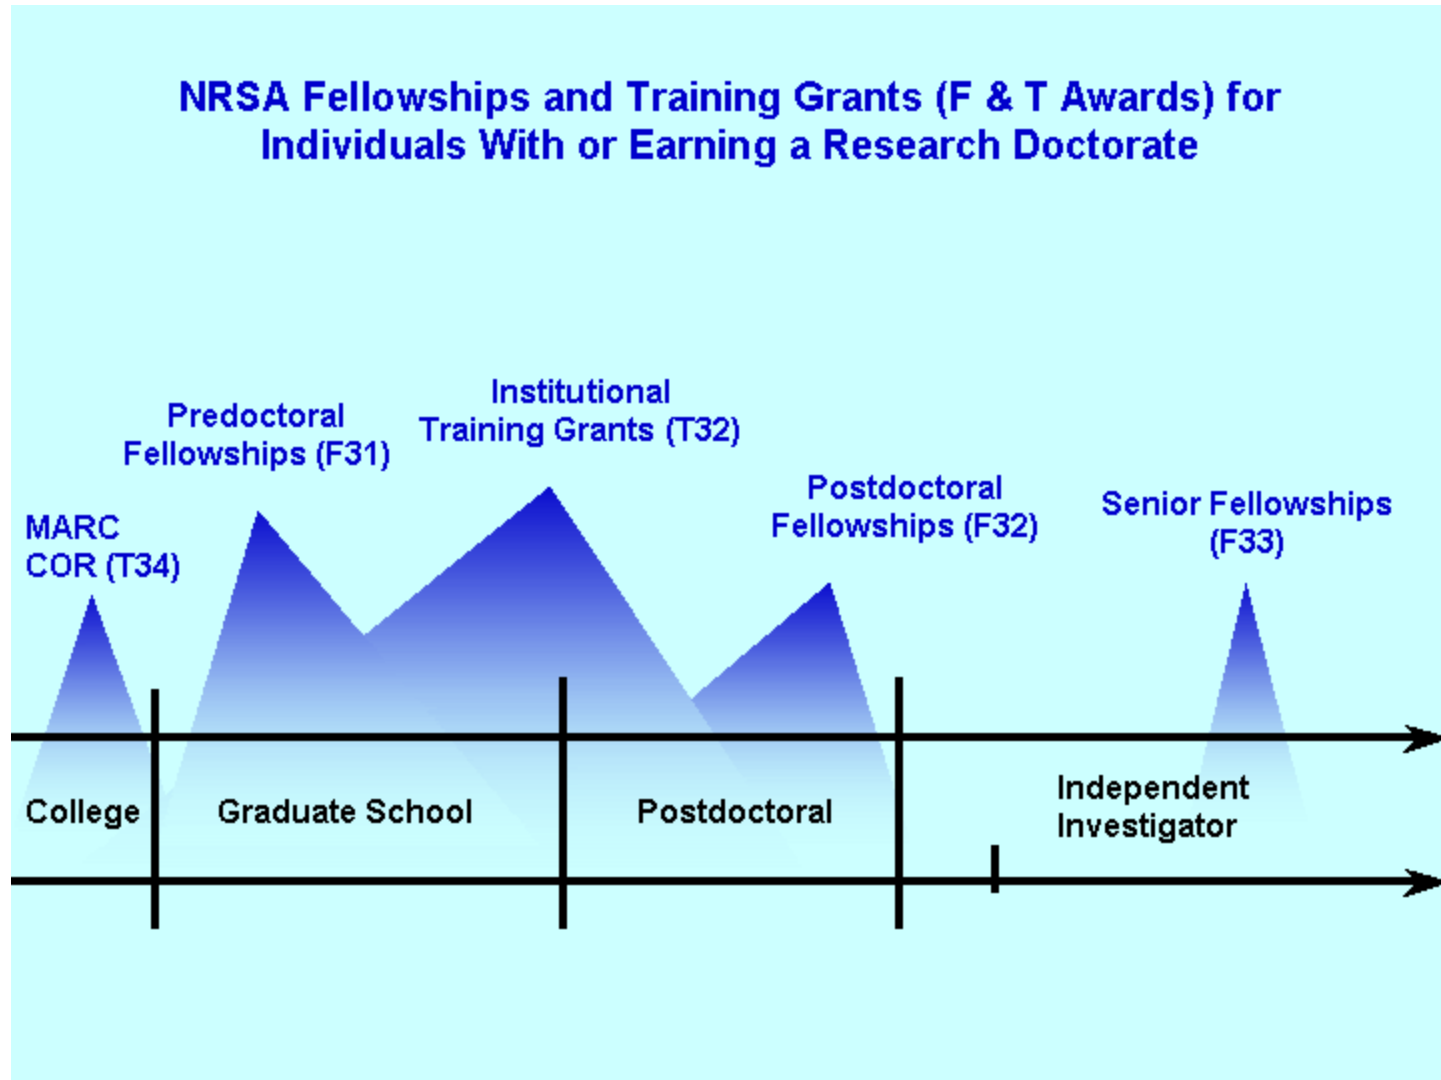 NRSA Fellowships and Training Grants (F & T Awards) for
Individuals With or Earning a Research Doctorate
Institutional
Training Grants (T32)
Predoctoral
Fellowships (F31)
Postdoctoral
Fellowships (F32)
Senior Fellowships
(F33)
MARC
COR (T34)
College
Graduate School
Postdoctoral
Independent
Investigator